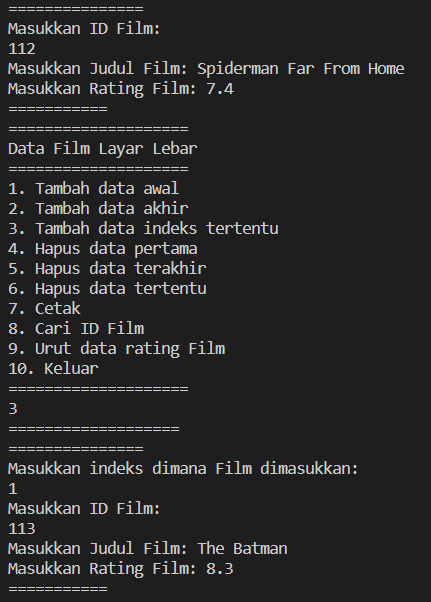 ===============
Masukkan ID Film:
112
Masukkan Judul Film: Spiderman Far From Home
Masukkan Rating Film: 7.4
===========
====================
Data Film Layar Lebar
====================
1. Tambah data awal
2. Tambah data akhir
3. Tambah data indeks tertentu
4. Hapus data pertama
5. Hapus data terakhir
6. Hapus data tertentu
7. Cetak
8. Cari ID Film
9. Urut data rating Film
10. Keluar
====================
3
===================
===============
Masukkan indeks dimana Film dimasukkan:
1
Masukkan ID Film:
113
Masukkan Judul Film: The Batman
Masukkan Rating Film: 8.3
===========